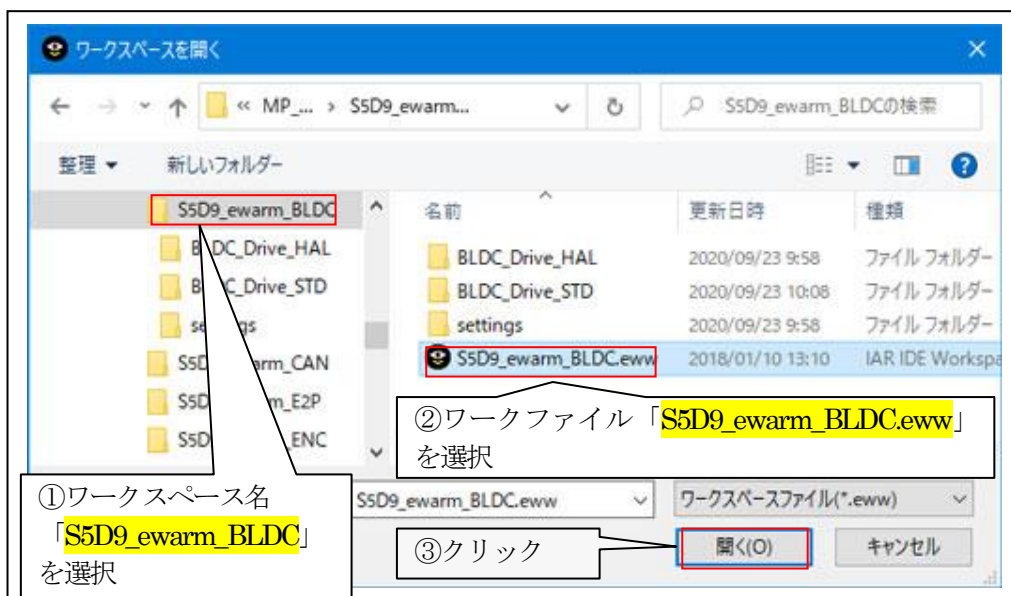 ワークスペースを開く
« MP_... › S5D9_ewarm...
S5D9_ewarm_BLDCの検索
整理 新しいフォルダー
名前 更新日時 種類
S5D9_ewarm_BLDC
BLDC_Drive_HAL
BLDC_Drive_STD
settings
BLDC_Drive_HAL 2020/09/23 9:58 ファイル フォルダー
BLDC_Drive_STD 2020/09/23 10:08 ファイル フォルダー
settings 2020/09/23 9:58 ファイル フォルダー
S5D9_ewarm_BLDC.eww 2018/01/10 13:10 IAR IDE Workspa
②ワークファイル「S5D9_ewarm_BLDC.eww」
を選択
①ワークスペース名
「S5D9_ewarm_BLDC」
を選択
S5D9_ewarm_BLDC.eww
ワークスペースファイル(*.eww)
③クリック
開く(O)
キャンセル